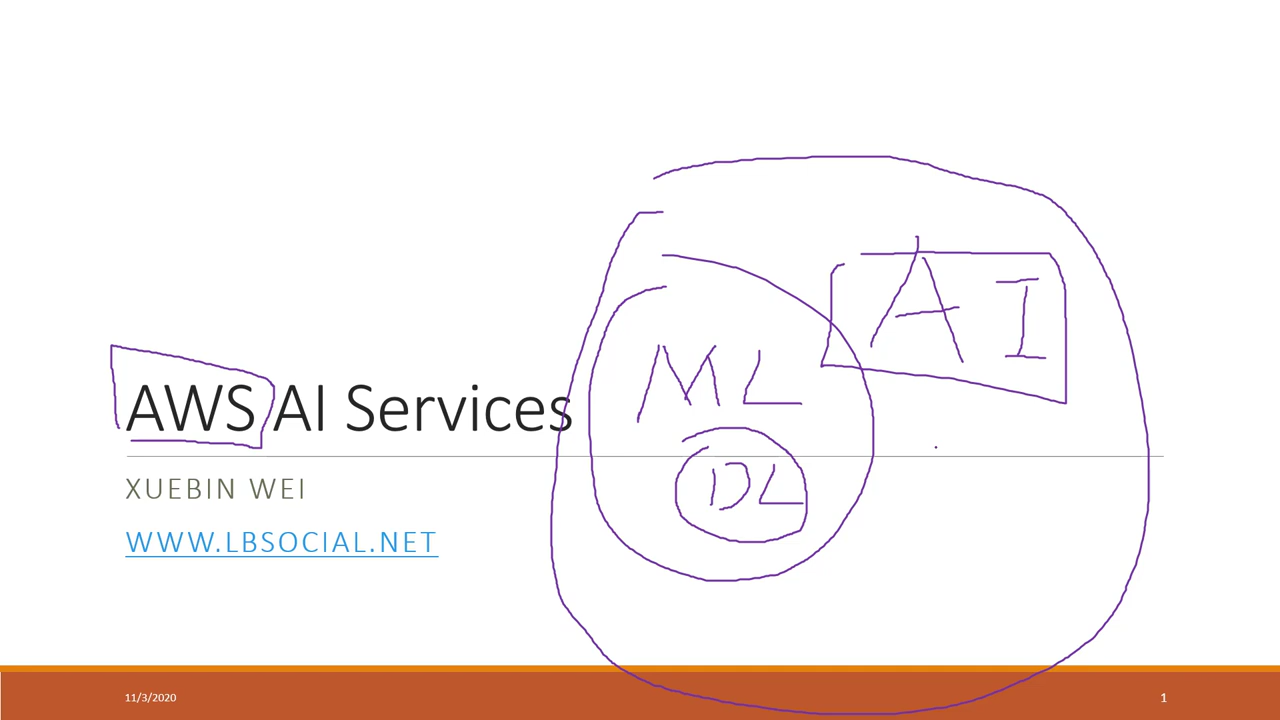 AI
ML
AWS AI Services
DL
XUEBIN WEI
WWW.LBSOCIAL.NET
11/3/2020
1